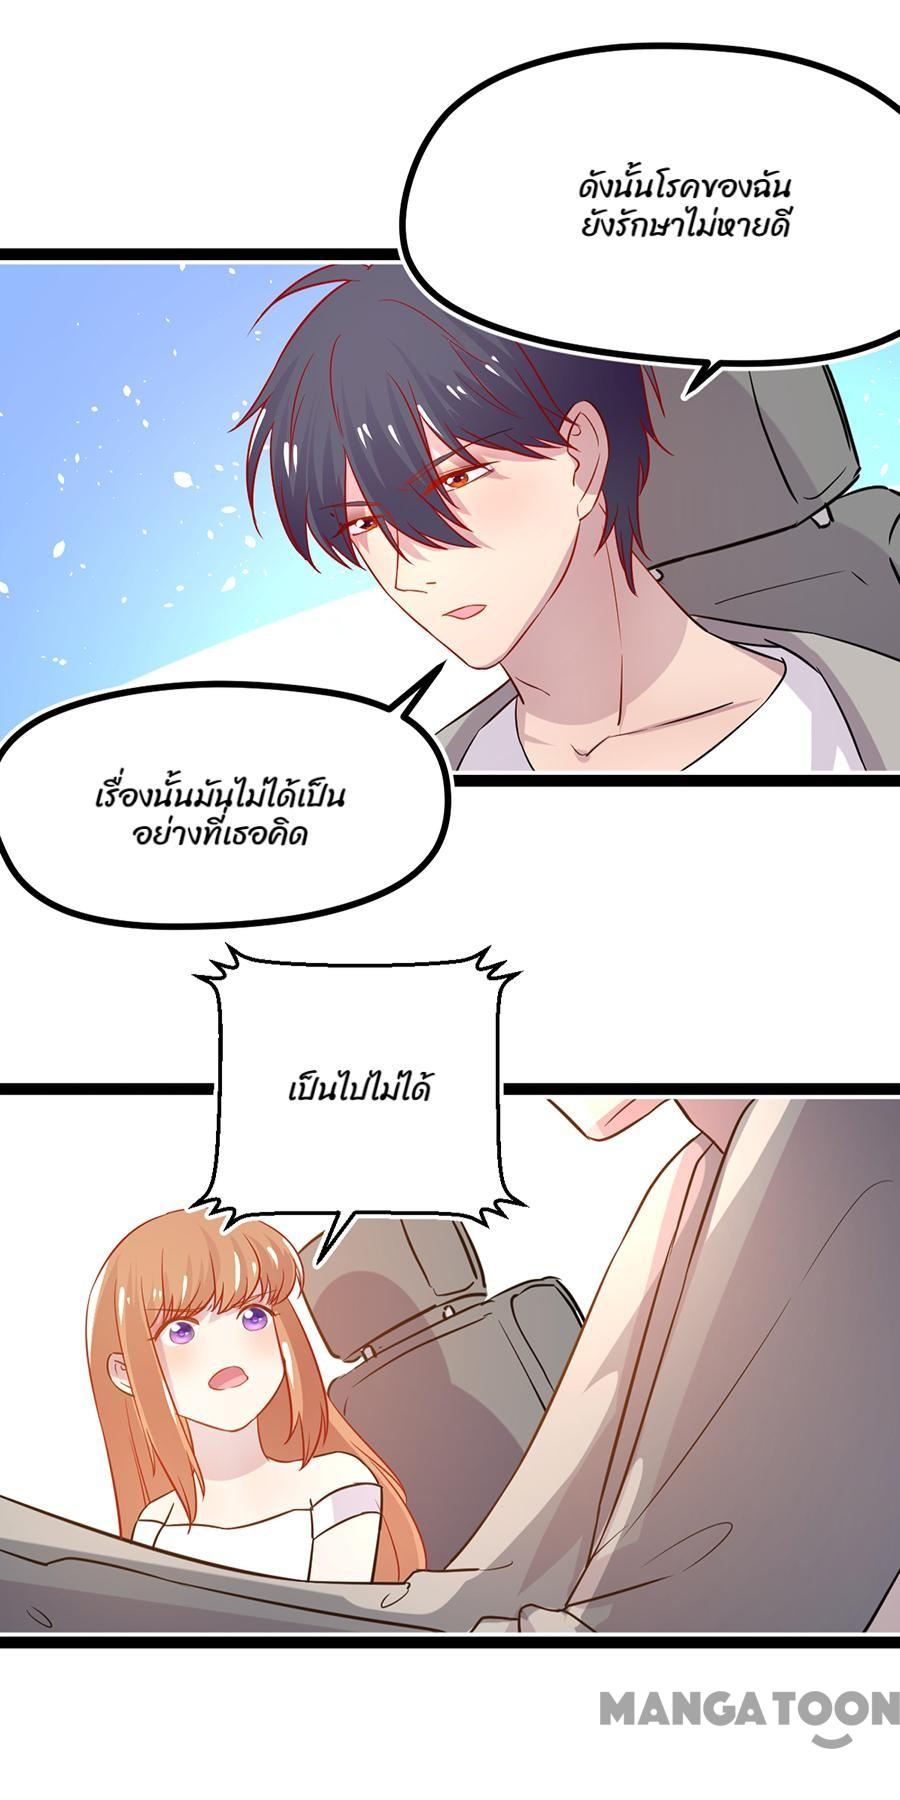 ดังนั้นโรคของฉัน
ยังรักษาไม่หายดี
เรื่องนั้นมันไม่ได้เป็น
อย่างที่เธอคิด
เป็นไปไม่ได้
MANGATOON